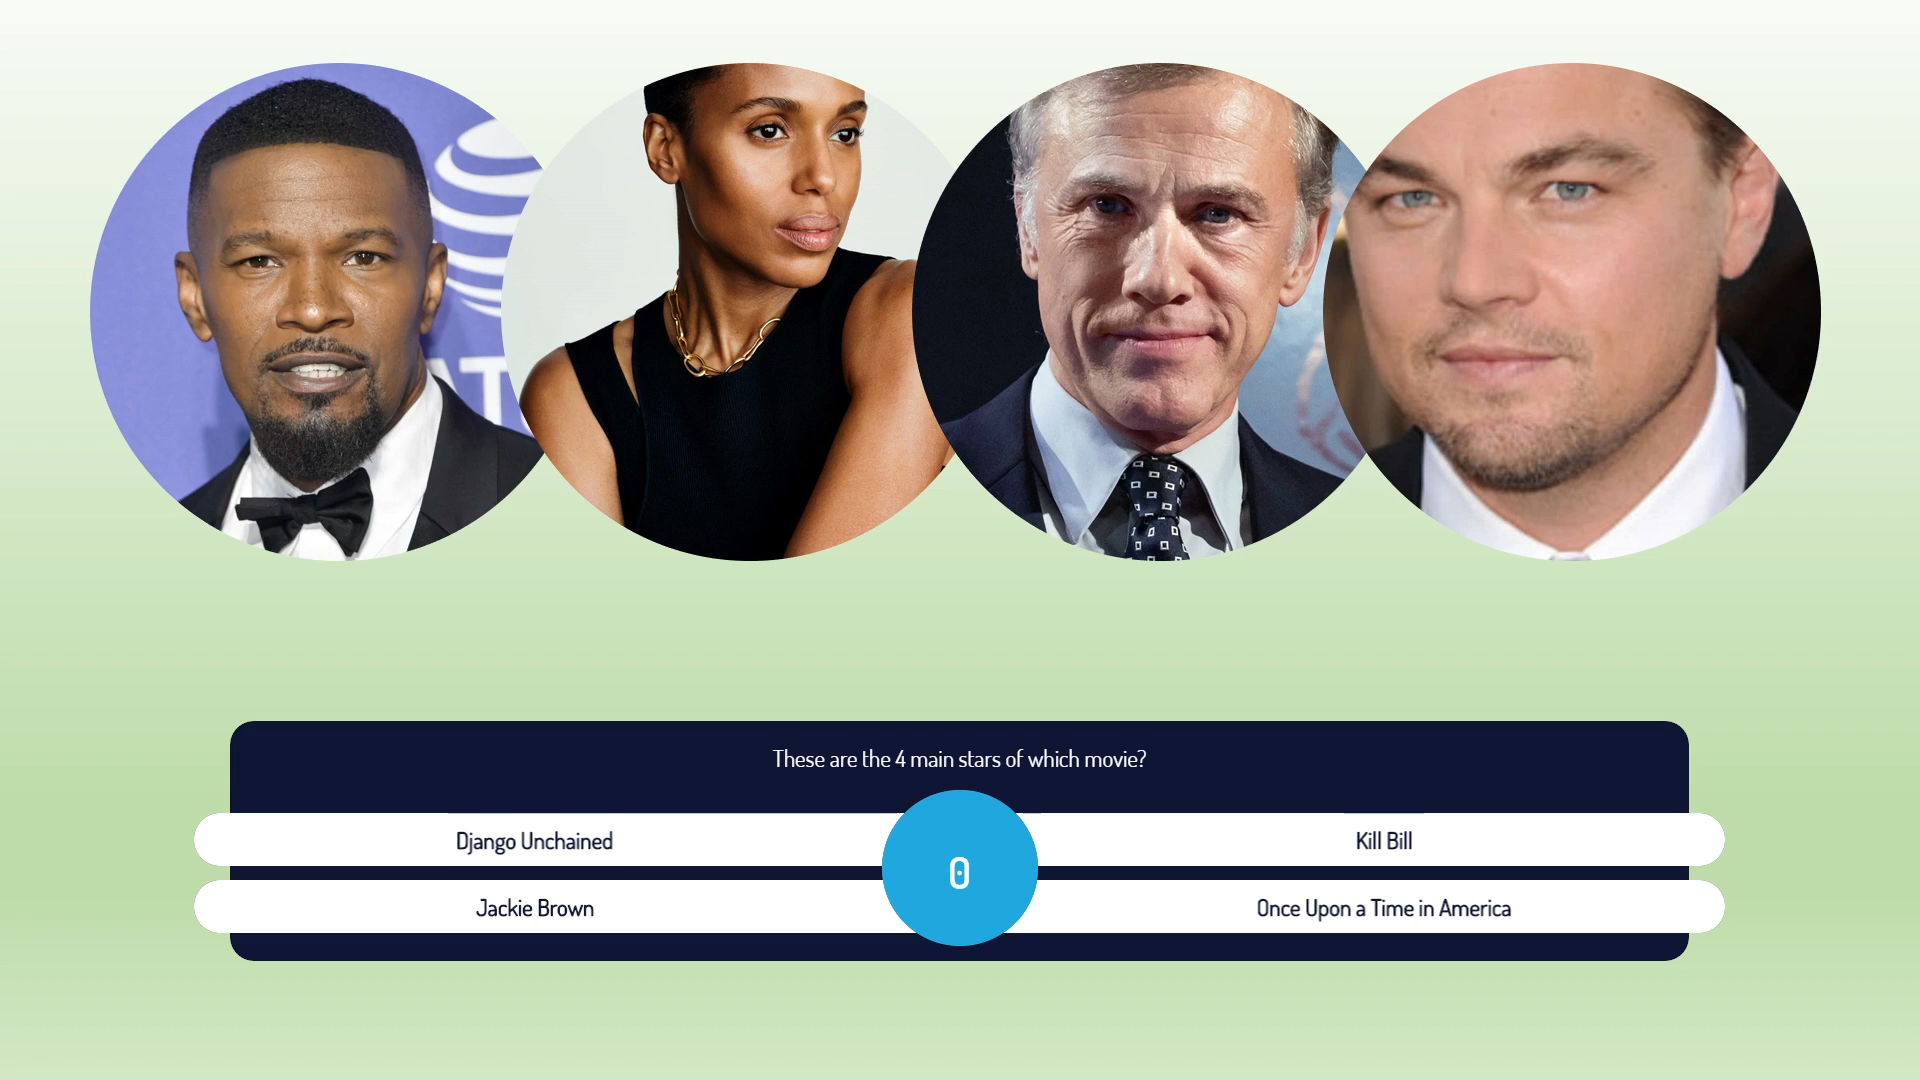 AT
These are the 4 main stars of which movie?
Django Unchained
Kill Bill
0
Jackie Brown
Once Upon a Time in America